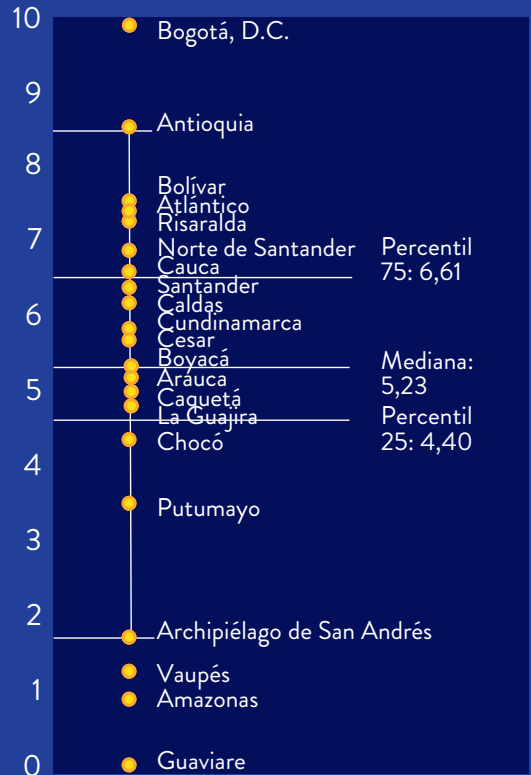 10
Bogotá, D.C.
9
Antioquia
8
Bolívar
Atlántico
Risaralda
7
Norte de Santander
Percentil
75: 6,61
Cauca
Santander
Caldas
6
Cundinamarca
Cesar
Boyacá
Mediana:
5,23
Arauca
5
Caquetá
La Guajira
Percentil
25: 4,40
Chocó
4
Putumayo
3
2
Archipiélago de San Andrés
Vaupés
1
Amazonas
Guaviare
0